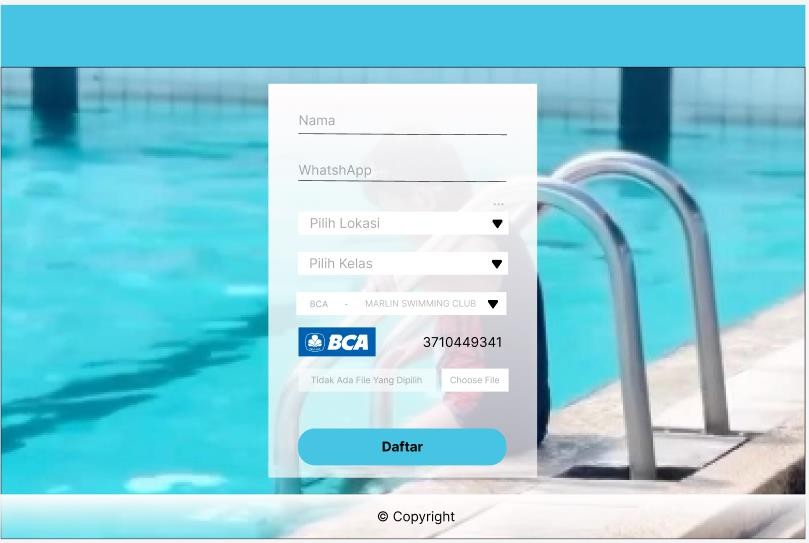 Nama
WhatshApp
...
Pilih Lokasi
Pilih Kelas
BCA - MARLIN SWIMMING CLUB
BCA 3710449341
Tidak Ada File Yang Dipilih Choose File
Daftar
© Copyright